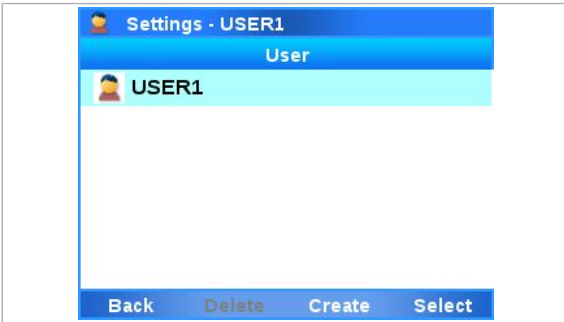 Settings - USER1
User
USER1
Back Delete Create Select